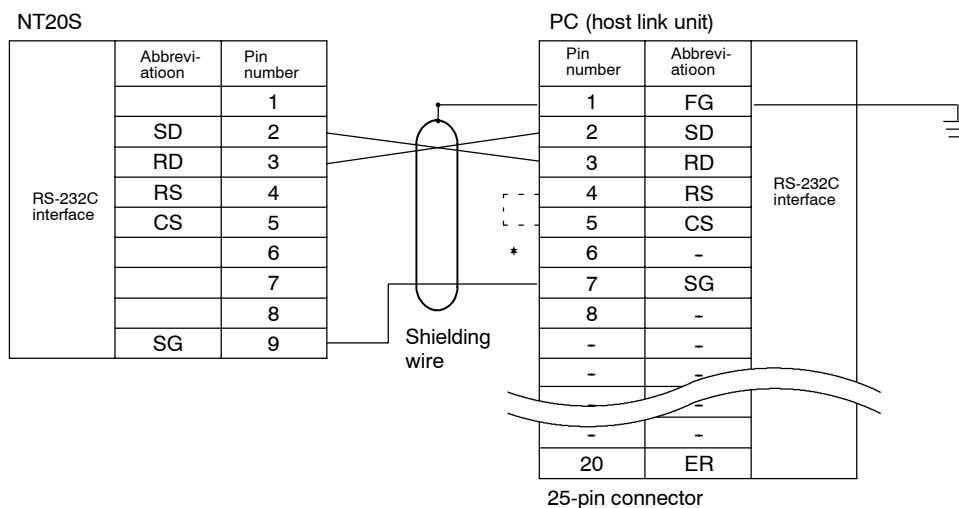 NT20S
PC (host link unit)
Abbrevi-
atioon
Pin
number
Pin
number
Abbrevi-
atioon
1
1
FG
SD
2
2
SD
RD
3
3
RD
RS
4
4
RS
RS-232C
interface
RS-232C
interface
CS
5
5
CS
6
*
6
-
7
7
SG
8
8
-
SG
9
Shielding
wire
-
-
-
-
-
-
-
-
20
ER
25-pin connector